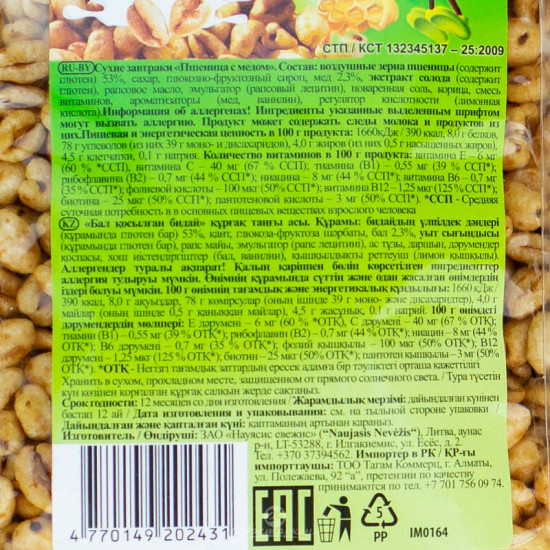 СТП / КСТ 132345137 – 25:2009
RU-BY Сухие завтраки «Пшеница с медом». Состав: воздушные зерна пшеницы (содержит
глютен) 53%, сахар, глюкозно-фруктозный сироп, мед 2,3%, экстракт солода (содержит
глютен), рапсовое масло, эмульгатор (рапсовый лецитин), поваренная соль, корица, смесь
витаминов, ароматизаторы (мед, ванилин), регулятор кислотности (лимонная
кислота).Информация об аллергенах! Ингредиенты указанные выделенным шрифтом
могут вызвать аллергию. Продукт может содержать следы молока и продуктов из
них.Пищевая и энергетическая ценность в 100 г продукта: 1660кДж / 390 ккал, 8,0 г белков,
78 г углеводов (из них 39 г моно- и дисахаридов), 4,0 г жиров (из них 0,5 г насыщенных жиров),
4,5 г клетчатки, 0,1 г натрия. Количество витаминов в 100 г продукта: витамина Е – 6 мг
(60 % *ССП), витамина С – 40 мг (67 % ССП*), тиамина (В1) – 0,55 мг (39 % ССП*),
рибофлавина (В2) – 0,7 мг (44 % ССП*), ниацина – 8 мг (44 % ССП*), витамина В6 – 0,7 мг
(35 % ССП*); фолиевой кислоты – 100 мкг (50% ССП*), витамина В12 – 1,25 мкг (125 % ССП*),
биотина – 25 мкг (50% ССП*), пантотеновой кислоты – 3 мг (50% ССП*). *ССП - Средняя
суточная потребность в в основных пищевых веществах взрослого человека
KZ «Бал қосылған бидай» құрғақ таңғы асы. Құрамы: бидайдың үлпілдек дәндері
(құрамында глютен бар) 53%, қант, глюкоза-фруктоза шәрбаты, бал 2,3%, уыт сығындысы
(құрамында глютен бар), рапс майы, эмульгатор (рапс лецитин), ас тұзы, даршын, дәрумендер
қоспасы, хош иістендіргіштер (бал, ванилин), қышқылдықты реттеуіш (лимон қышқылы).
Аллергендер туралы ақпарат! Қалың қаріпкен бөліп көрсетілген ингредиенттер
аллергия тудыруы мүмкін. Өнімнің құрамында сүттің және одан жасалған өнімдердің
іздері болуы мүмкін. 100 г өнімнің тағамдық және энергетикалық құндылығы: 1660 кДж /
390 ккал, 8,0 г ақуыздар, 78 г көмірсулар (оның ішінде 39 г моно- және дисахаридтер), 4,0 г
майлар (оның ішінде 0,5 г қаныққан майлар), 4,5 г жасұнық, 0,1 г натрий. 100 г өнімдегі
дәрумендердің мөлшері: Е дәрумен – 6 мг (60 % *ОТҚ), С дәрумен – 40 мг (67 % ОТҚ*);
тиамин (В1) – 0,55 мг (39 % ОТҚ*), рибофлавин (В2) – 0,7 мг (44% ОТҚ*); ниацин – 8 мг (44 %
ОТҚ*); В6 дәрумені – 0,7 мг (35 % ОТҚ*); фолий қышқылы – 100 мкг (50% ОТҚ*), В12
дәрумені – 1,25 мкг (125 % ОТҚ*); биотин – 25 мкг (50% ОТҚ*), пантотен қышқылы – 3 мг (50%
ОТҚ*). *ОТҚ - Негізгі тағамдық заттардың ересек адамға бір тәуліктегі орташа қажеттілігі
Хранить в сухом, прохладном месте, защищенном от прямого солнечного света. / Тура түсетін
күн көзінен қорғалған құрғақ салқын жерде сақтау.
Срок годности: 12 месяцев со дня изготовления / Жарамдылық мерзімі: дайындалған күнінен
бастап 12 ай / Дата изготовления и упаковывания: см. на тыльной стороне упаковки /
Дайындалған және қапталған күні: қаптаманың артынан қараңыз.
Изготовитель / Өндіруші: ЗАО «Науясис свежис» ("Naujasis Nevėžis"), Литва, аунас
р-н, LT-53288, г. Илгакемис, ул. Есёс, д. 2.
Тел. +370 37394562. Импортер в РК / ҚР-ғы
импорттаушы: ТОО Тагам Коммерц, г. Алматы,
ул. Полежаева, 92 "а", претензии от покупателей
принимаются по тел. +7 701 756 09 74.
4 770149 202431
EAC
5
PP
IM0164